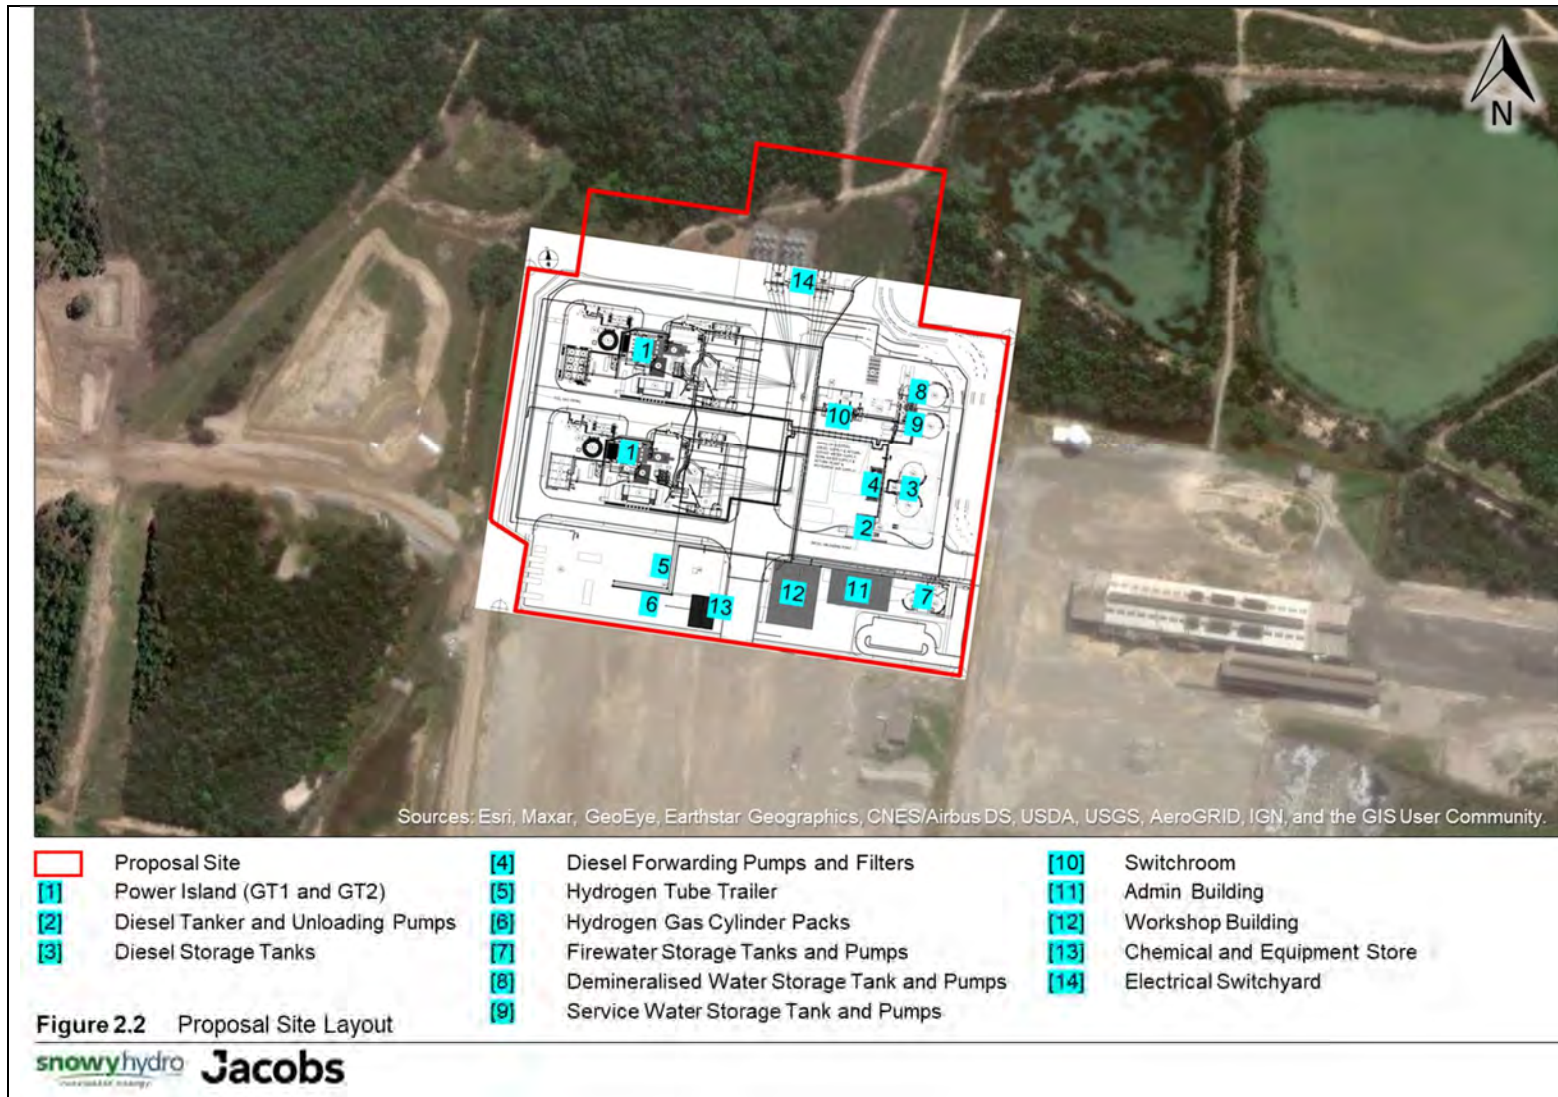 N
14
1
8
10
9
1
4
3
2
5
12
11
7
6
13
Sources: Esri, Maxar, GeoEye, Earthstar Geographics, CNES/Airbus DS, USDA, USGS, AeroGRID, IGN, and the GIS User Community.
Proposal Site
[1] Power Island (GT1 and GT2)
[2] Diesel Tanker and Unloading Pumps
[3] Diesel Storage Tanks
[4] Diesel Forwarding Pumps and Filters
[5] Hydrogen Tube Trailer
[6] Hydrogen Gas Cylinder Packs
[7] Firewater Storage Tanks and Pumps
[8] Demineralised Water Storage Tank and Pumps
[9] Service Water Storage Tank and Pumps
[10] Switchroom
[11] Admin Building
[12] Workshop Building
[13] Chemical and Equipment Store
[14] Electrical Switchyard
Figure 2.2 Proposal Site Layout
snowyhydro
Jacobs